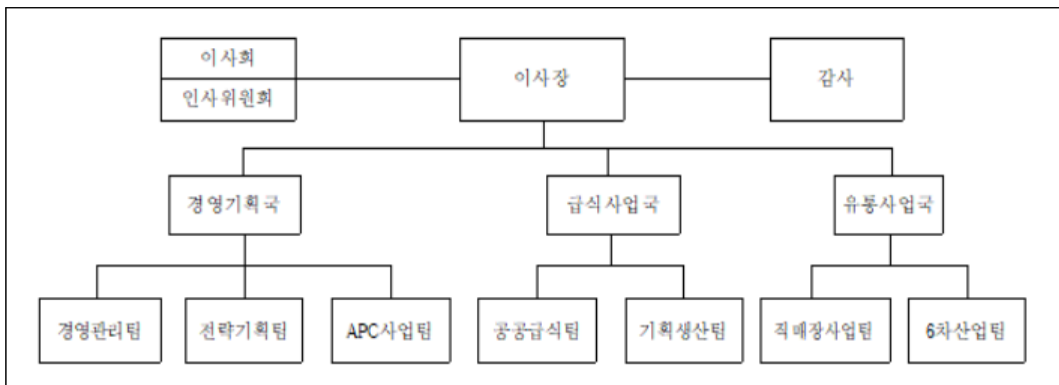 이사회
인사위원회
이사장
감사
경영기획국
급식사업국
유통사업국
경영관리팀
전략기획팀
APC사업팀
공공급식팀
기획생산팀
직매장사업팀
6차산업팀